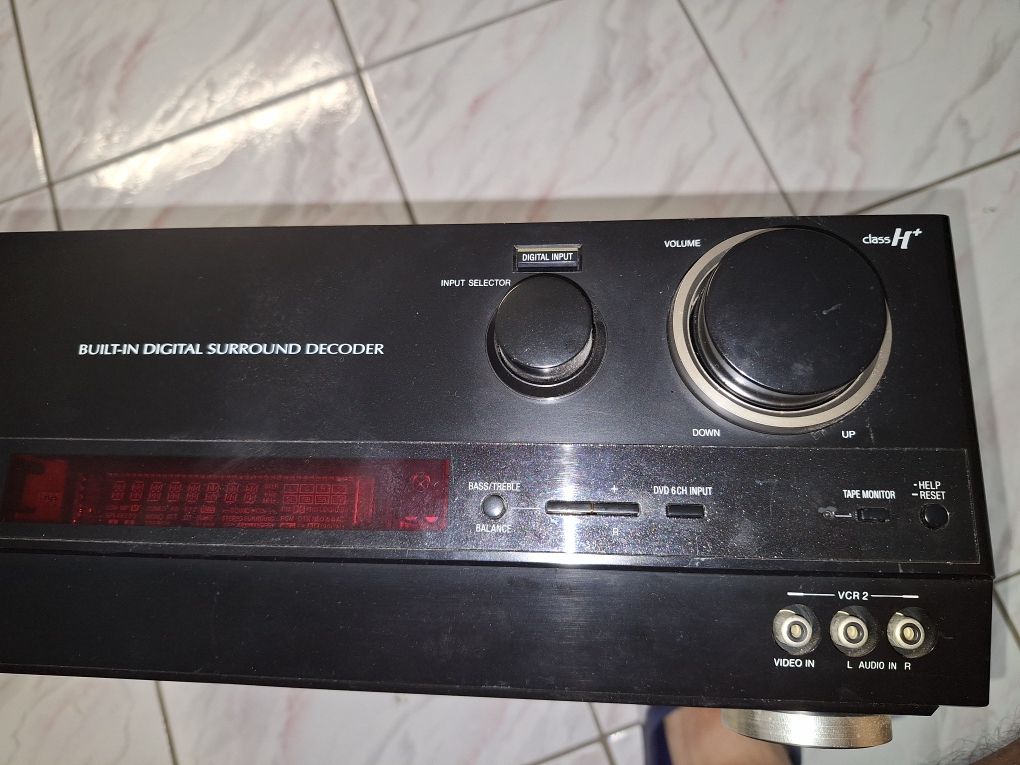 class H+
VOLUME
DIGITAL INPUT
INPUT SELECTOR
BUILT-IN DIGITAL SURROUND DECODER
DOWN
UP
BASS/TREBLE
+
DVD 6CH INPUT
TAPE MONITOR
- HELP
— RESET
BALANCE
R
VCR 2
VIDEO IN
L AUDIO IN R